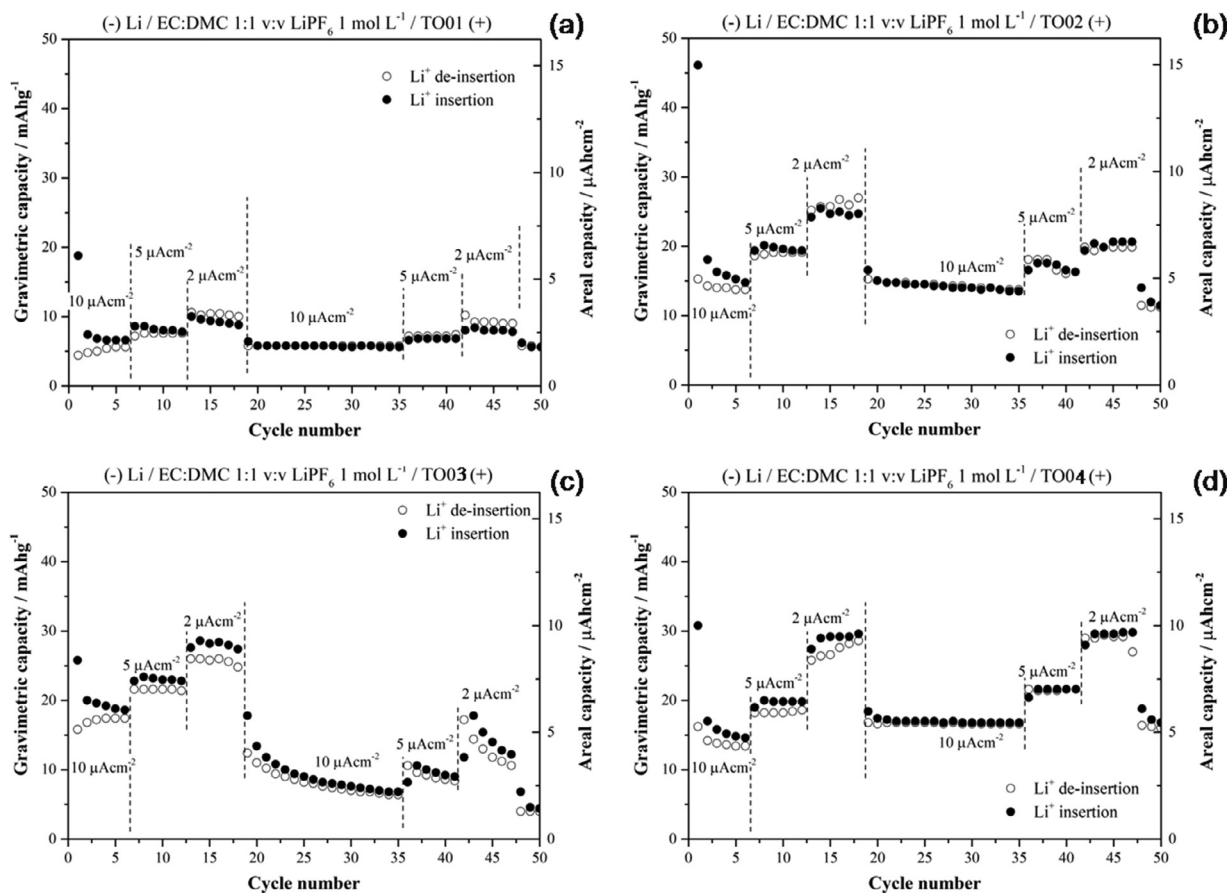 (-) Li / EC:DMC 1:1 v:v LiPF₆ 1 mol L⁻¹ / TO01 (+)
(a)
Gravimetric capacity / mAhg⁻¹
50
40
30
20
10
0
Li⁺ de-insertion
Li⁺ insertion
10 µAcm⁻²
5 µAcm⁻²
2 µAcm⁻²
10 µAcm⁻²
5 µAcm⁻²
2 µAcm⁻²
15
10
5
0
Areal capacity / µAhcm⁻²
0 5 10 15 20 25 30 35 40 45 50
Cycle number
(-) Li / EC:DMC 1:1 v:v LiPF₆ 1 mol L⁻¹ / TO02 (+)
(b)
Gravimetric capacity / mAhg⁻¹
50
40
30
20
10
0
10 µAcm⁻²
5 µAcm⁻²
2 µAcm⁻²
10 µAcm⁻²
5 µAcm⁻²
2 µAcm⁻²
Li⁺ de-insertion
Li⁺ insertion
15
10
5
0
Areal capacity / µAhcm⁻²
0 5 10 15 20 25 30 35 40 45 50
Cycle number
(-) Li / EC:DMC 1:1 v:v LiPF₆ 1 mol L⁻¹ / TO03 (+)
(c)
Gravimetric capacity / mAhg⁻¹
50
40
30
20
10
0
Li⁺ de-insertion
Li⁺ insertion
10 µAcm⁻²
5 µAcm⁻²
2 µAcm⁻²
10 µAcm⁻²
5 µAcm⁻²
2 µAcm⁻²
15
10
5
0
Areal capacity / µAhcm⁻²
0 5 10 15 20 25 30 35 40 45 50
Cycle number
(-) Li / EC:DMC 1:1 v:v LiPF₆ 1 mol L⁻¹ / TO04 (+)
(d)
Gravimetric capacity / mAhg⁻¹
50
40
30
20
10
0
10 µAcm⁻²
5 µAcm⁻²
2 µAcm⁻²
10 µAcm⁻²
5 µAcm⁻²
2 µAcm⁻²
Li⁺ de-insertion
Li⁺ insertion
15
10
5
0
Areal capacity / µAhcm⁻²
0 5 10 15 20 25 30 35 40 45 50
Cycle number